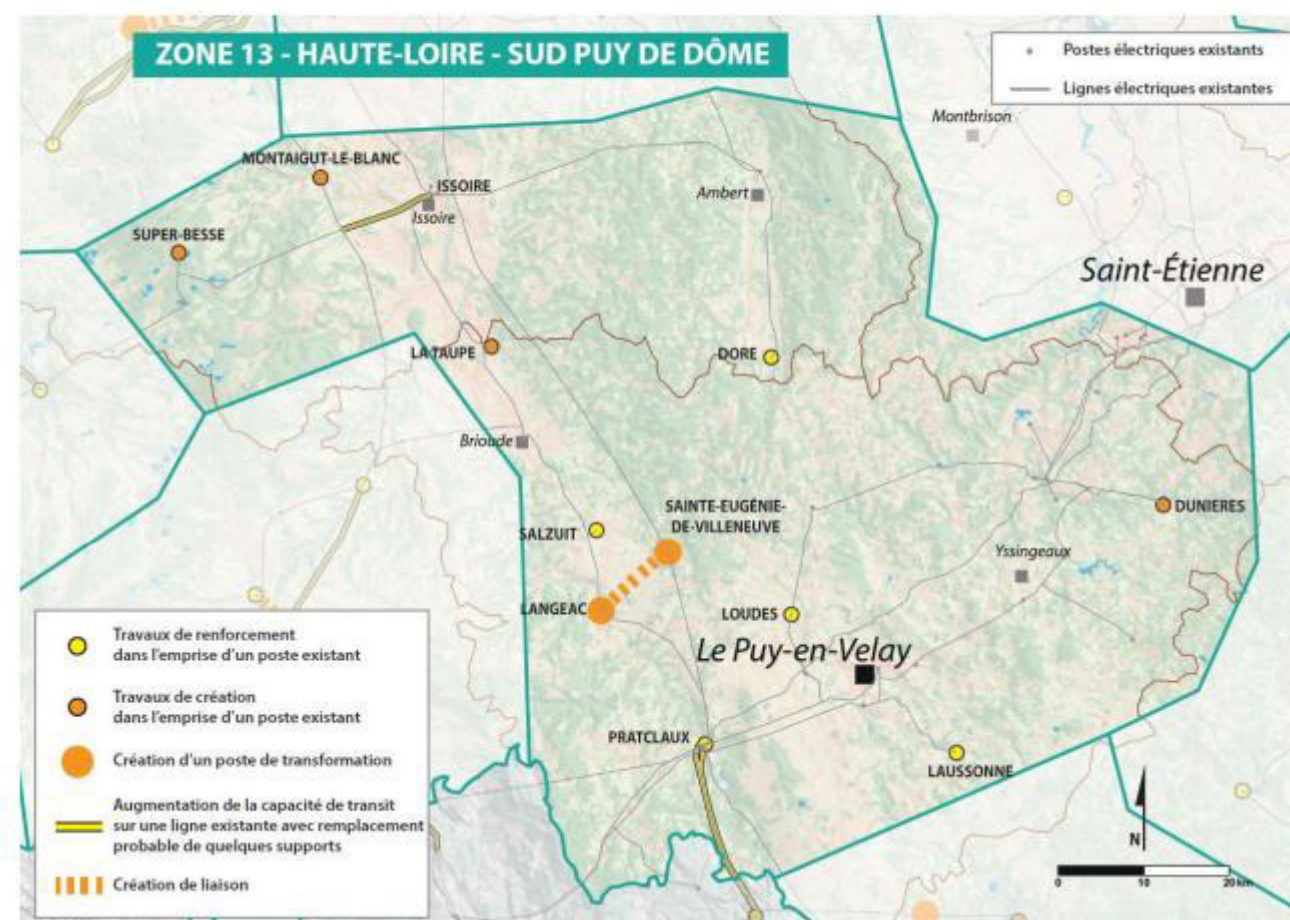 ZONE 13 - HAUTE-LOIRE - SUD PUY DE DÔME
Postes électriques existants
Lignes électriques existantes
Montbrison
MONTAIGUT-LE-BLANC
ISSOIRE
Issoire
Ambert
SUPER-BESSE
Saint-Étienne
LA TAUPE
DORE
Brioude
SAINTE-EUGÉNIE-
DE-VILLENEUVE
DUNIERES
SALZUIT
Yssingeaux
LANGEAC
LOUDES
Le Puy-en-Velay
PRATCLAUX
LAUSSONNE
Travaux de renforcement
dans l'emprise d'un poste existant
Travaux de création
dans l'emprise d'un poste existant
Création d'un poste de transformation
Augmentation de la capacité de transit
sur une ligne existante avec remplacement
probable de quelques supports
Création de liaison
N
0 10 20 km